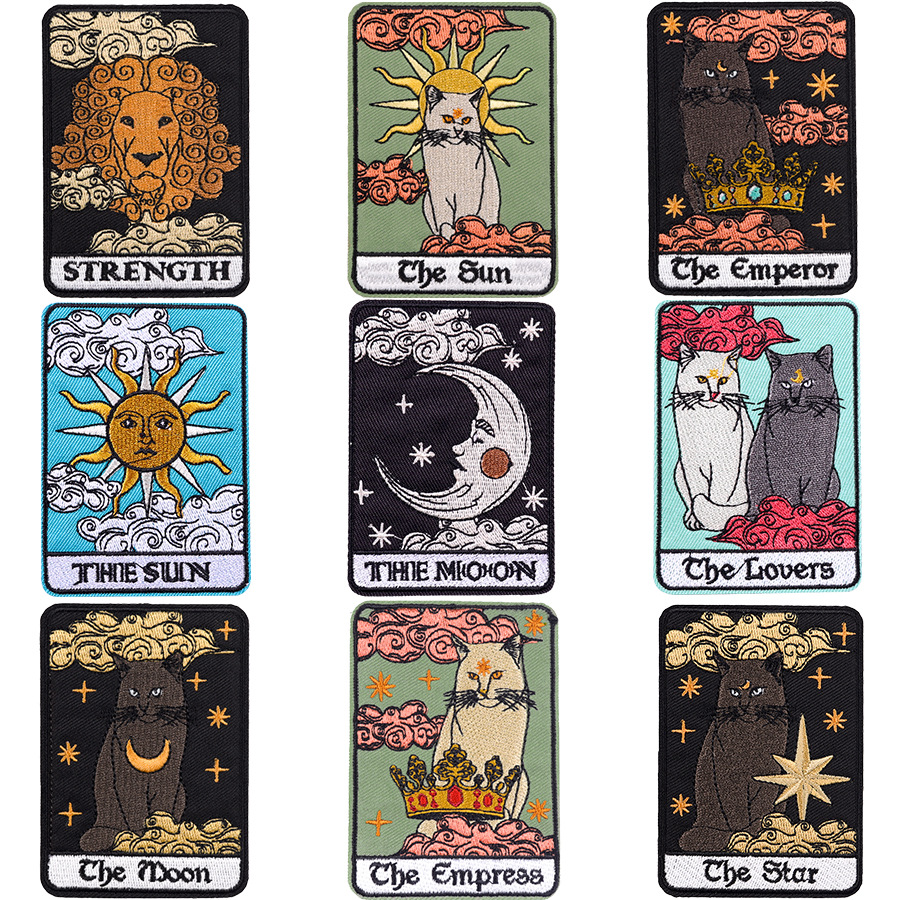 STRENGTH
The Sun
The Emperor
THE SUN
THE MOON
The Lovers
The Moon
The Empress
The Star